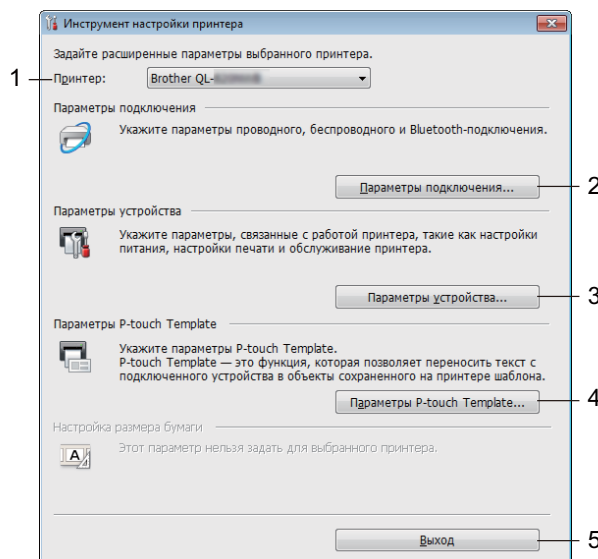 Инструмент настройки принтера
Задайте расширенные параметры выбранного принтера.
1 Принтер: Brother QL-
Параметры подключения
Укажите параметры проводного, беспроводного и Bluetooth-подключения.
Параметры подключения... 2
Параметры устройства
Укажите параметры, связанные с работой принтера, такие как настройки
питания, настройки печати и обслуживание принтера.
Параметры устройства... 3
Параметры P-touch Template
Укажите параметры P-touch Template.
P-touch Template — это функция, которая позволяет переносить текст с
подключенного устройства в объекты сохраненного на принтере шаблона.
Параметры P-touch Template... 4
Настройка размера бумаги
Этот параметр нельзя задать для выбранного принтера.
A
Выход 5